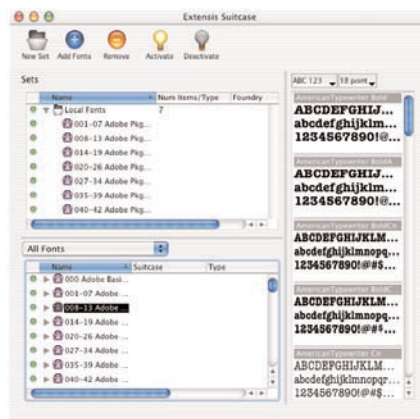 Extensis Suitcase
New Set Add Fonts Remove Activate Deactivate
Sets
Name Num Items/Type Foundry
Local Fonts 7
001-07 Adobe Pkg...
008-13 Adobe Pkg...
014-19 Adobe Pkg...
020-26 Adobe Pkg...
027-34 Adobe Pkg...
035-39 Adobe Pkg...
040-42 Adobe Pkg...
All Fonts
Name Suitcase Type
000 Adobe Basi...
001-07 Adobe ...
008-13 Adobe ...
014-19 Adobe ...
020-26 Adobe ...
027-34 Adobe ...
035-39 Adobe ...
040-42 Adobe ...
ABC 123 18 point
AmericanTypewriter Bold
ABCDEFGHIJ...
abcdefghijklm...
1234567890!@...
AmericanTypewriter BoldA
ABCDEFGHIJ...
abcdefghijklm...
1234567890!@...
AmericanTypewriter BoldCn
ABCDEFGHIJKLM...
abcdefghijklmnopq...
1234567890!@#$...
AmericanTypewriter BoldC
ABCDEFGHIJKLM...
abcdefghijklmnopq...
1234567890!@#$...
AmericanTypewriter Cn
ABCDEFGHIJKLM...
abcdefghijklmnopqr...
1234567890!@#$...